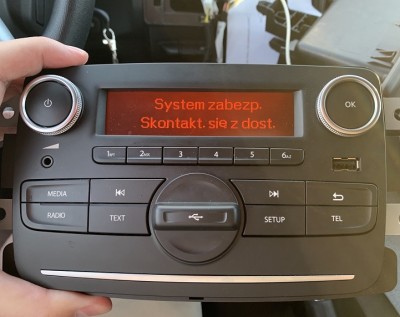 System zabezp.
Skontakt. się z dost.
OK
1 2 3 4 5 6
MEDIA
RADIO TEXT SETUP TEL